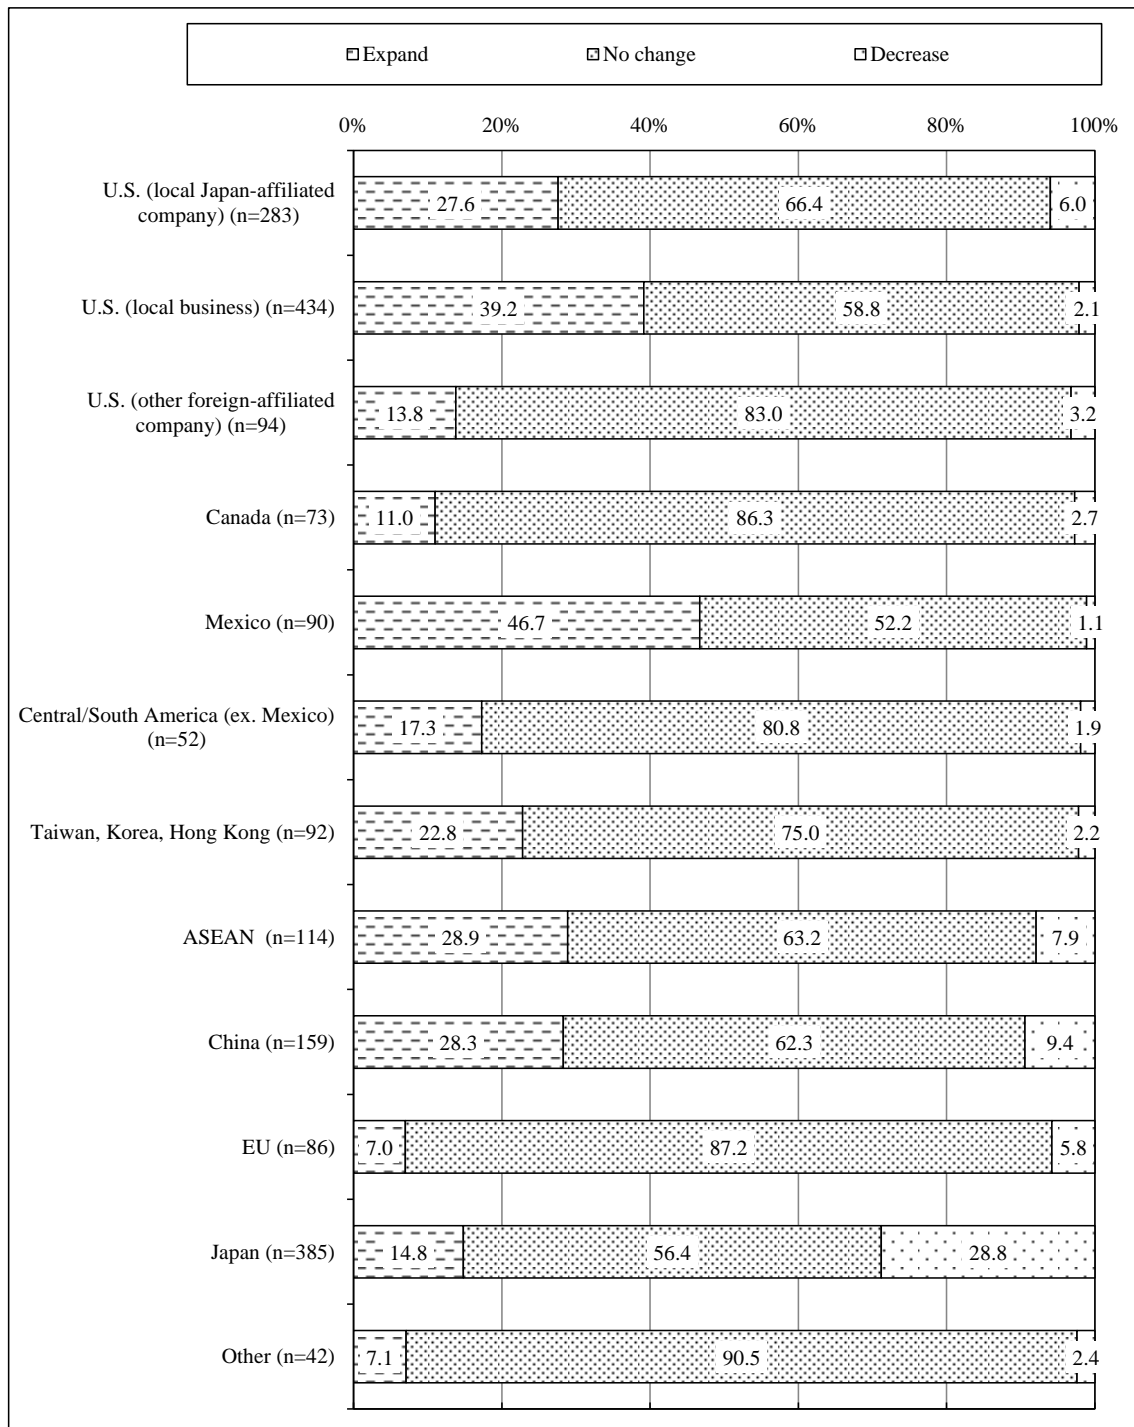 Expand No change Decrease
0% 20% 40% 60% 80% 100%
U.S. (local Japan-affiliated
company) (n=283)
27.6 66.4 6.0
U.S. (local business) (n=434) 39.2 58.8 2.1
U.S. (other foreign-affiliated
company) (n=94)
13.8 83.0 3.2
Canada (n=73) 11.0 86.3 2.7
Mexico (n=90) 46.7 52.2 1.1
Central/South America (ex. Mexico)
(n=52)
17.3 80.8 1.9
Taiwan, Korea, Hong Kong (n=92) 22.8 75.0 2.2
ASEAN (n=114) 28.9 63.2 7.9
China (n=159) 28.3 62.3 9.4
EU (n=86) 7.0 87.2 5.8
Japan (n=385) 14.8 56.4 28.8
Other (n=42) 7.1 90.5 2.4